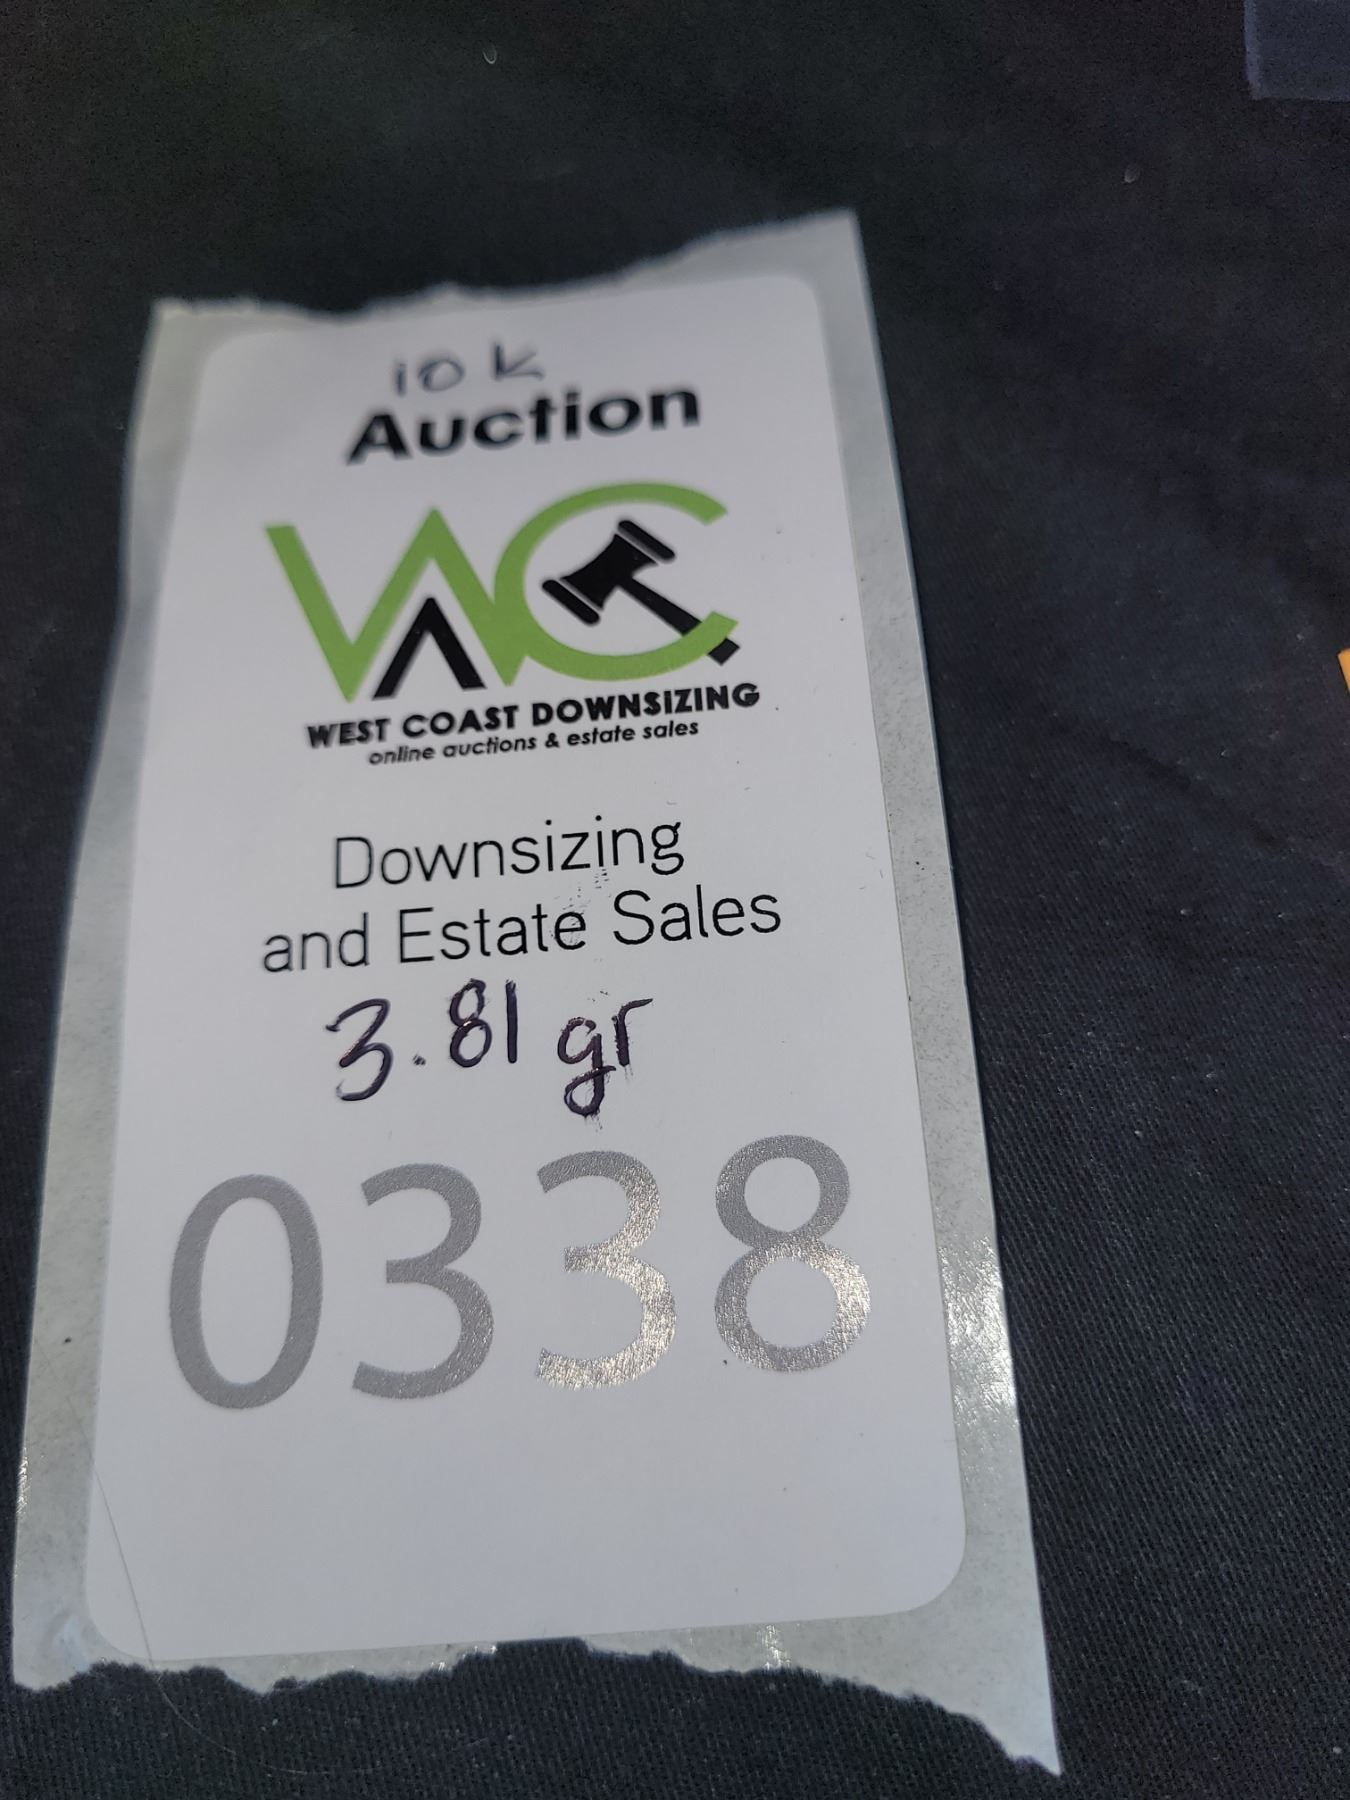 10 k
Auction
WC
WEST COAST DOWNSiZING
online auctions & estate sales
Downsizing
and Estate Sales
3.81 gr
0338